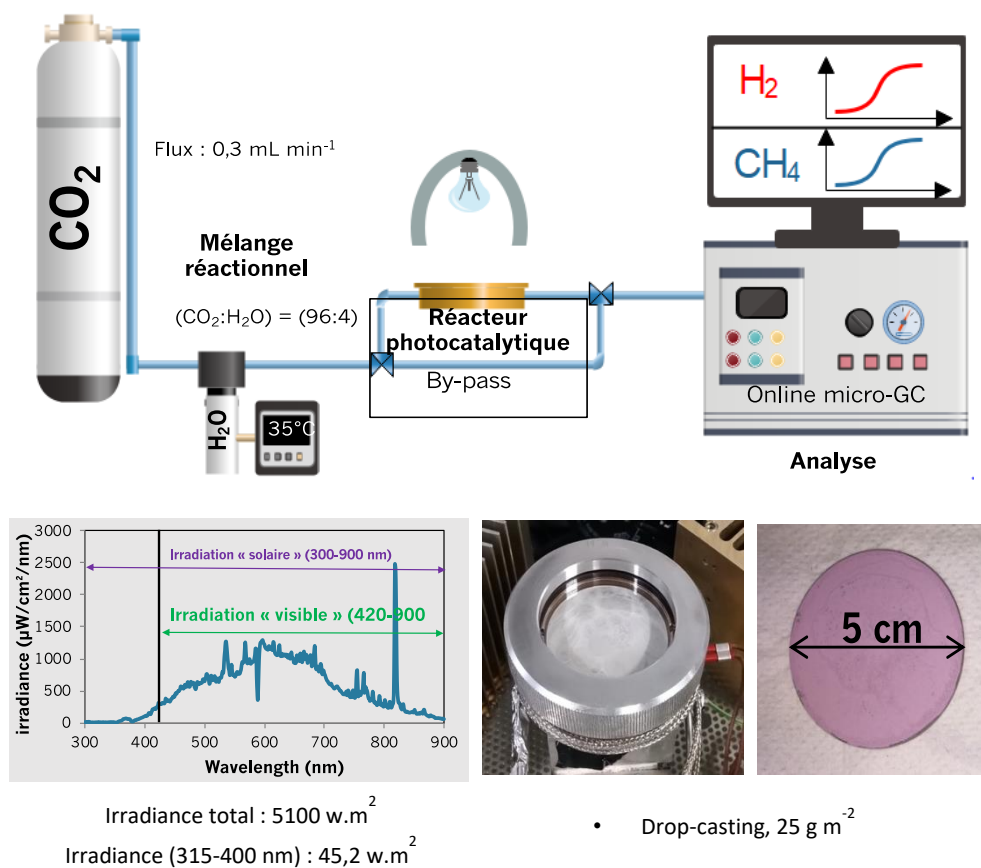 CO₂
Flux : 0,3 mL min⁻¹
H₂
CH₄
Mélange
réactionnel
(CO₂:H₂O) = (96:4)
Réacteur
photocatalytique
By-pass
H₂O
35°C
Online micro-GC
Analyse
irradiance (µW/cm²/nm)
3000
2500
2000
1500
1000
500
0
Irradiation « solaire » (300-900 nm)
Irradiation « visible » (420-900
300 400 500 600 700 800 900
Wavelength (nm)
5 cm
Irradiance total : 5100 w.m²
Irradiance (315-400 nm) : 45,2 w.m²
• Drop-casting, 25 g m⁻²